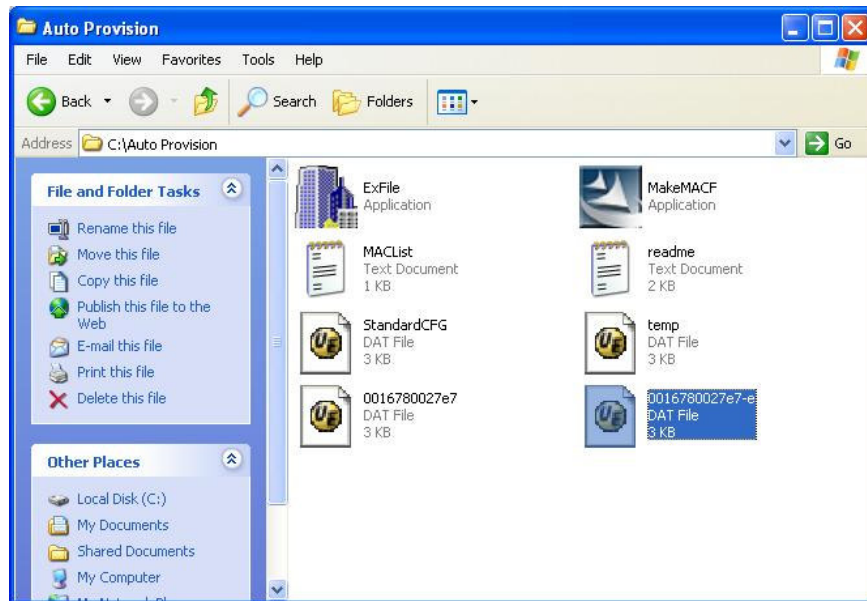 Auto Provision
File Edit View Favorites Tools Help
Back Search Folders
Address C:\Auto Provision Go
File and Folder Tasks
Rename this file
Move this file
Copy this file
Publish this file to the
Web
E-mail this file
Print this file
Delete this file
Other Places
Local Disk (C:)
My Documents
Shared Documents
My Computer
ExFile
Application
MakeMACF
Application
MACList
Text Document
1 KB
readme
Text Document
2 KB
StandardCFG
DAT File
3 KB
temp
DAT File
3 KB
0016780027e7
DAT File
3 KB
0016780027e7-e
DAT File
3 KB